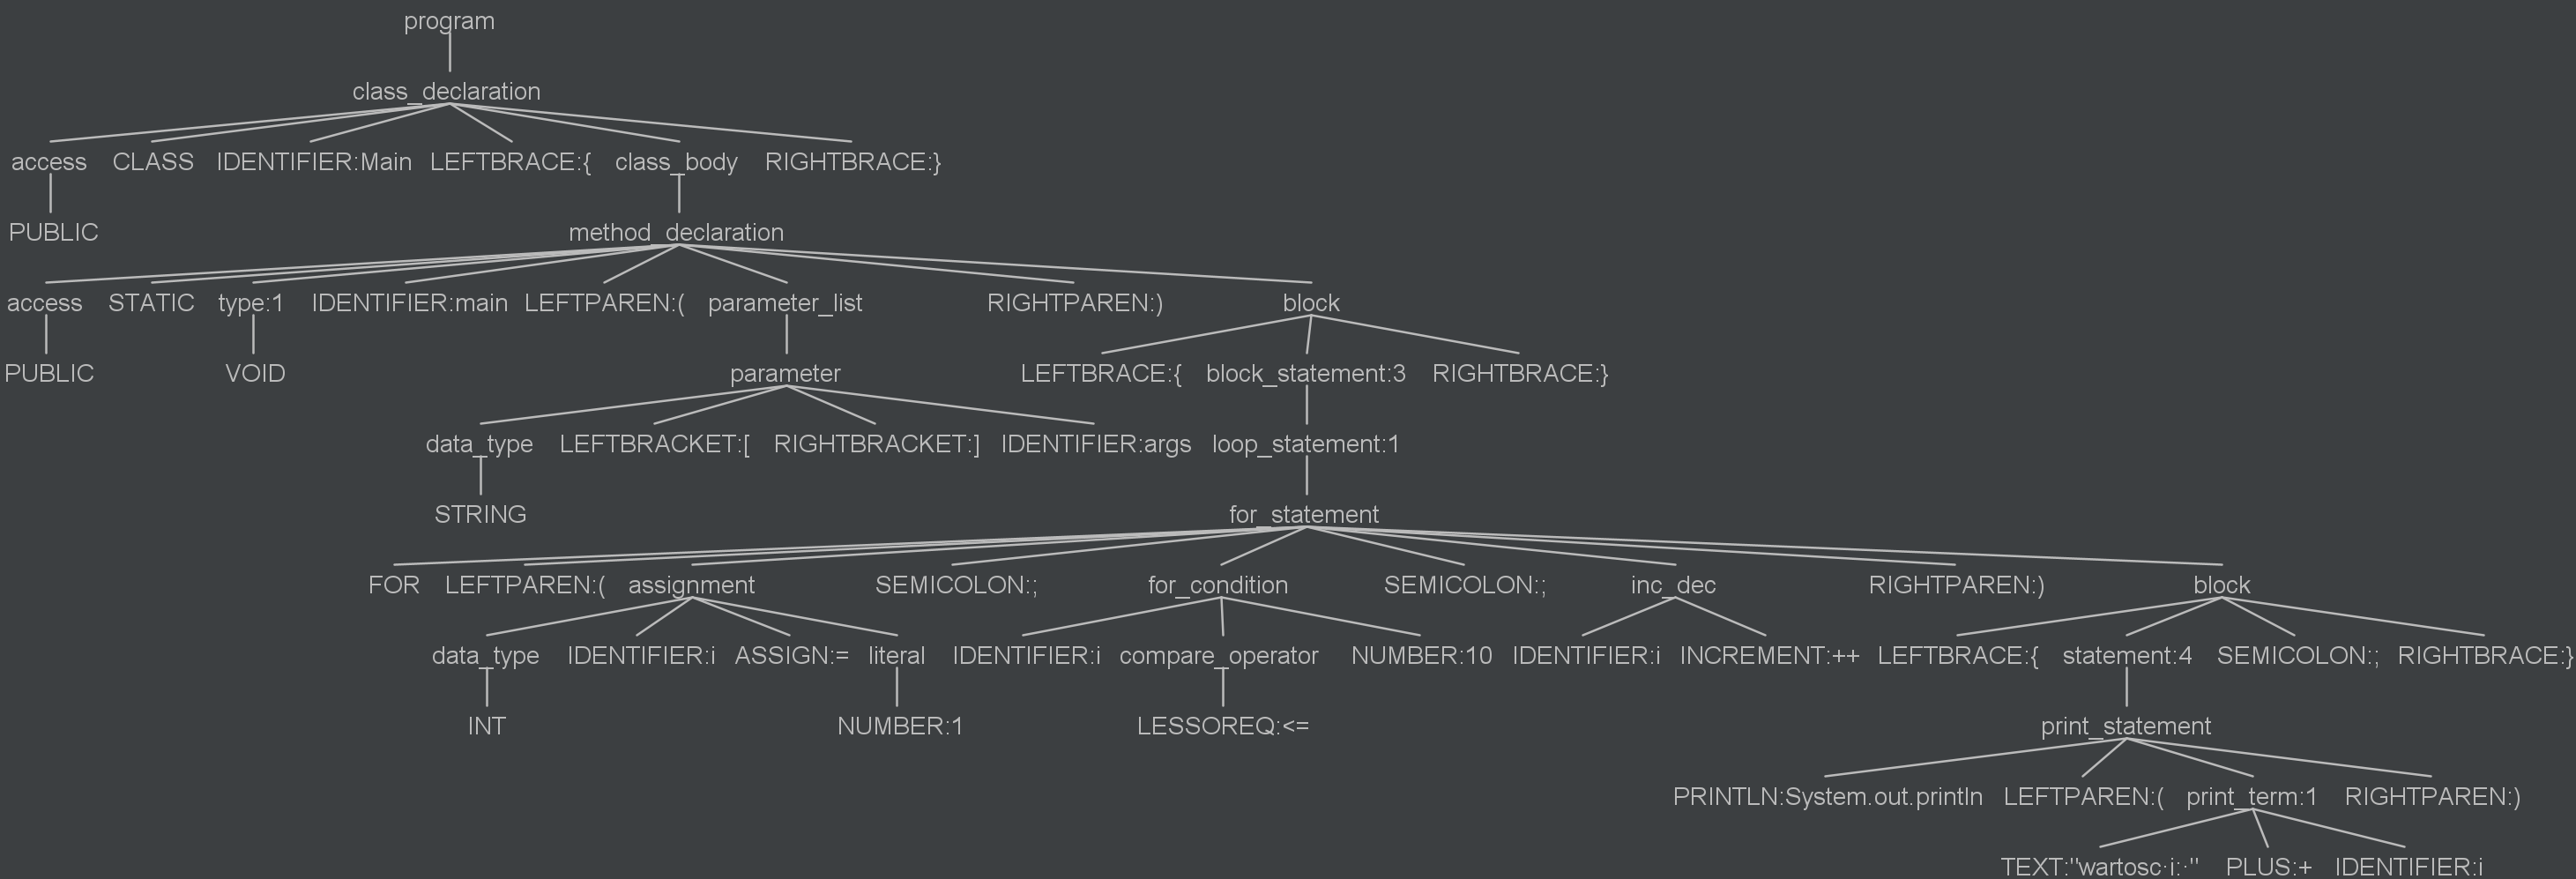 program
class_declaration
access CLASS IDENTIFIER:Main LEFTBRACE:{ class_body RIGHTBRACE:}
PUBLIC method_declaration
access STATIC type:1 IDENTIFIER:main LEFTPAREN:( parameter_list RIGHTPAREN:) block
PUBLIC VOID parameter LEFTBRACE:{ block_statement:3 RIGHTBRACE:}
data_type LEFTBRACKET:[ RIGHTBRACKET:] IDENTIFIER:args loop_statement:1
STRING for_statement
FOR LEFTPAREN:( assignment SEMICOLON:; for_condition SEMICOLON:; inc_dec RIGHTPAREN:) block
data_type IDENTIFIER:i ASSIGN:= literal IDENTIFIER:i compare_operator NUMBER:10 IDENTIFIER:i INCREMENT:++ LEFTBRACE:{ statement:4 SEMICOLON:; RIGHTBRACE:}
INT NUMBER:1 LESSOREQ:<= print_statement
PRINTLN:System.out.println LEFTPAREN:( print_term:1 RIGHTPAREN:)
TEXT:"wartosc·i:·" PLUS:+ IDENTIFIER:i